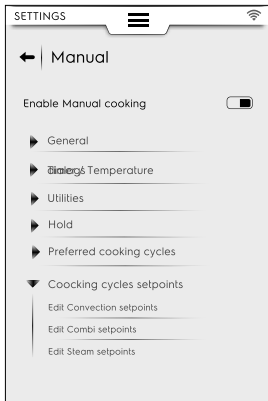 SETTINGS
Manual
Enable Manual cooking
General
Temperature
Utilities
Hold
Preferred cooking cycles
Coocking cycles setpoints
Edit Convection setpoints
Edit Combi setpoints
Edit Steam setpoints